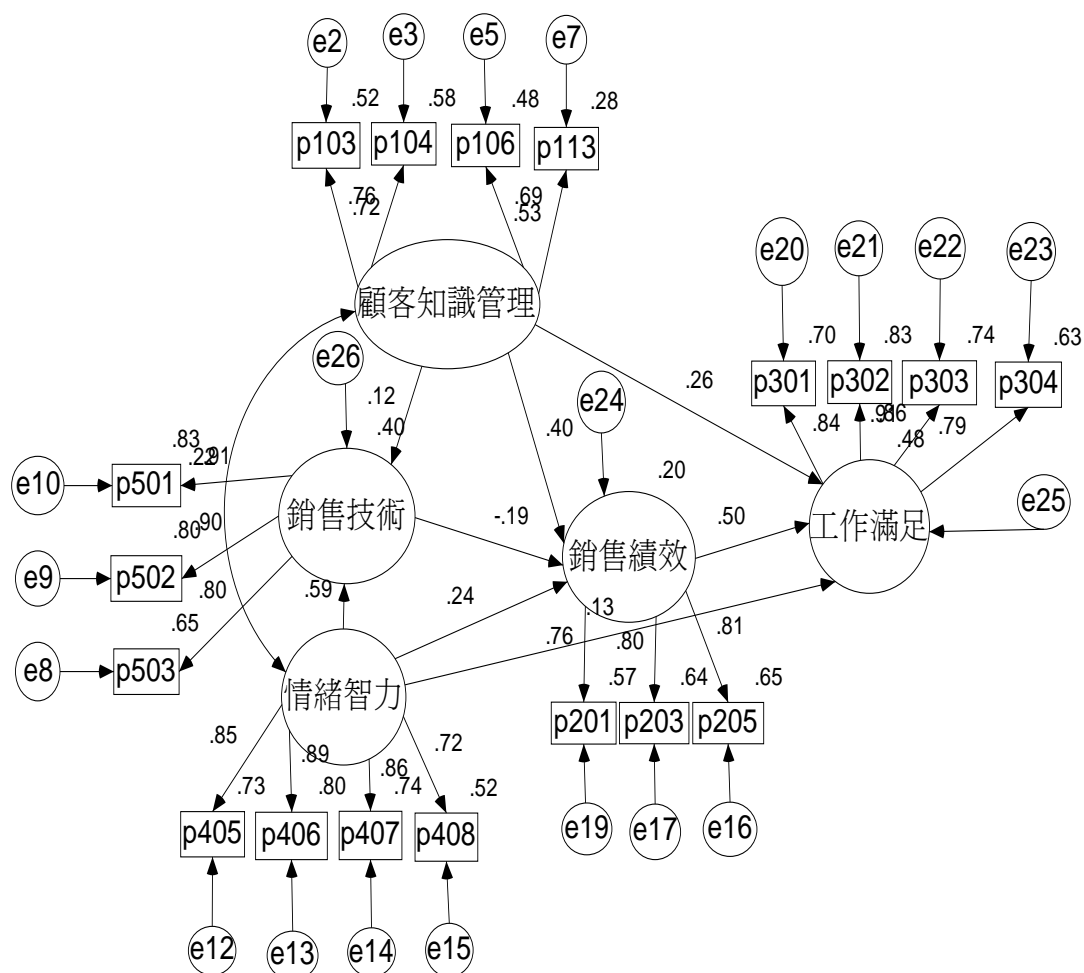 e2
e3
e5
e7
.52
.58
.48
.28
p103
p104
p106
p113
.76
.72
.69
.53
顧客知識管理
e20
e21
e22
e23
.70
.83
.74
.63
p301
p302
p303
p304
.84
.91
.86
.79
.48
工作滿足
e25
.26
e26
.12
.40
e24
.40
.20
.83
.22
.91
e10
p501
銷售技術
-.19
銷售績效
.50
.80
.90
e9
p502
.80
.59
.24
.13
.65
e8
p503
情緒智力
.76
.80
.81
.57
.64
.65
p201
p203
p205
e19
e17
e16
.85
.89
.86
.72
.73
.80
.74
.52
p405
p406
p407
p408
e12
e13
e14
e15